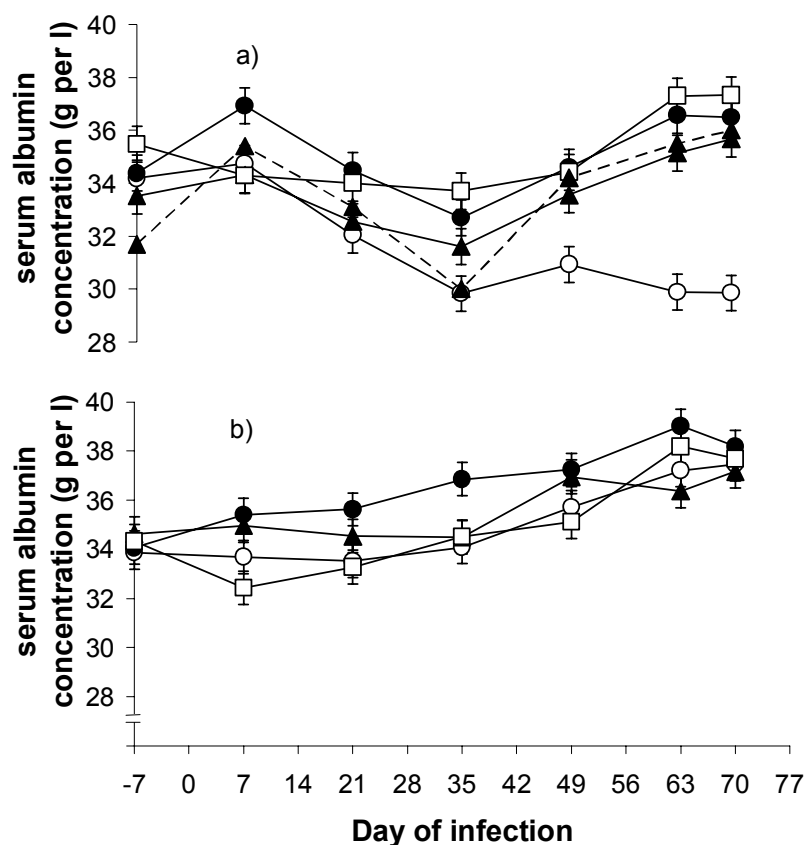 40
38
36
34
32
30
28
a)
serum albumin
concentration (g per l)
40
38
36
34
32
30
28
b)
serum albumin
concentration (g per l)
-7 0 7 14 21 28 35 42 49 56 63 70 77
Day of infection